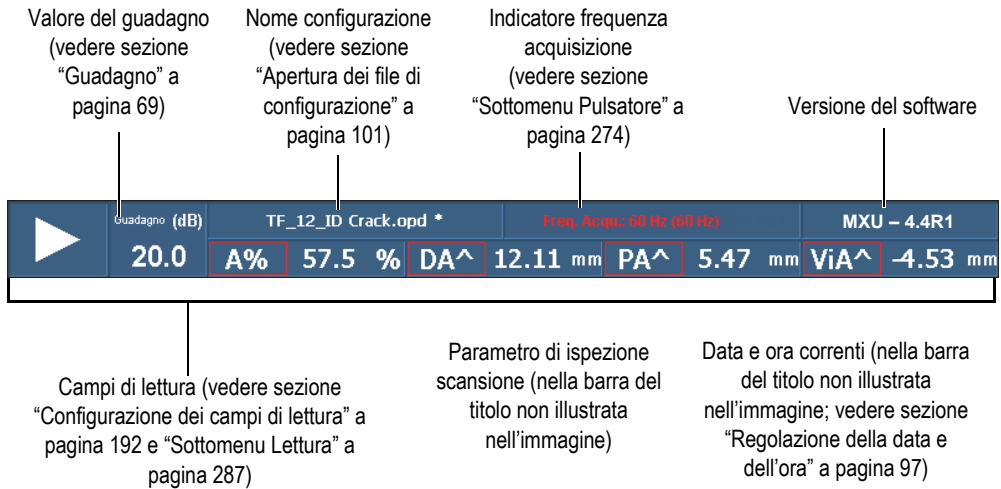 Valore del guadagno
(vedere sezione
“Guadagno” a
pagina 69)
Nome configurazione
(vedere sezione
“Apertura dei file di
configurazione” a
pagina 101)
Indicatore frequenza
acquisizione
(vedere sezione
“Sottomenu Pulsatore” a
pagina 274)
Versione del software
Guadagno (dB)
TF_12_ID Crack.opd *
Freq. Acqu.: 60 Hz (60 Hz)
MXU – 4.4R1
20.0
A% 57.5 %
DA^ 12.11 mm
PA^ 5.47 mm
ViA^ -4.53 mm
Campi di lettura (vedere sezione
“Configurazione dei campi di lettura” a
pagina 192 e “Sottomenu Lettura” a
pagina 287)
Parametro di ispezione
scansione (nella barra del
titolo non illustrata
nell’immagine)
Data e ora correnti (nella barra
del titolo non illustrata
nell’immagine; vedere sezione
“Regolazione della data e
dell’ora” a pagina 97)